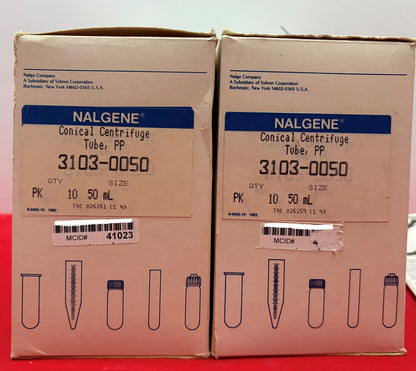 Nalge Company
A Subsidiary of Sybron Corporation
Rochester, New York 14602-0365 U.S.A.
NALGENE®
Conical Centrifuge
Tube, PP
3103-0050
QTY SIZE
PK 10 50 mL
MCID# 41023
Nalge Company
A Subsidiary of Sybron Corporation
Rochester, New York 14602-0365 U.S.A.
NALGENE®
Conical Centrifuge
Tube, PP
3103-0050
QTY SIZE
PK 10 50 mL
MCID# 4